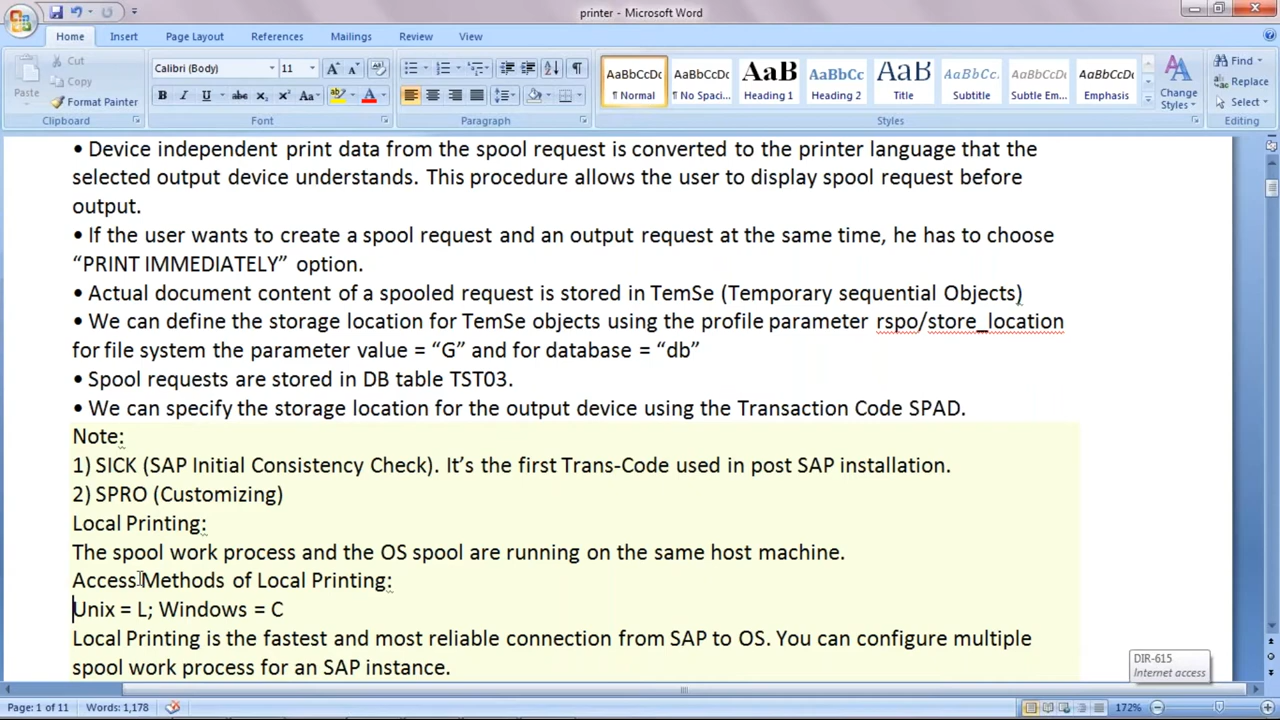 printer - Microsoft Word
Home Insert Page Layout References Mailings Review View
Cut
Copy
Paste
Format Painter
Clipboard
Calibri (Body) 11
Font
Paragraph
AaBbCcDc AaBbCcDc AaB AaBbCc AaB AaBbCc. AaBbCcDc AaBbCcDc
¶ Normal ¶ No Spaci... Heading 1 Heading 2 Title Subtitle Subtle Em... Emphasis
Change Styles
Styles
Find
Replace
Select
Editing
• Device independent print data from the spool request is converted to the printer language that the
selected output device understands. This procedure allows the user to display spool request before
output.
• If the user wants to create a spool request and an output request at the same time, he has to choose
“PRINT IMMEDIATELY” option.
• Actual document content of a spooled request is stored in TemSe (Temporary sequential Objects)
• We can define the storage location for TemSe objects using the profile parameter rspo/store_location
for file system the parameter value = “G” and for database = “db”
• Spool requests are stored in DB table TST03.
• We can specify the storage location for the output device using the Transaction Code SPAD.
Note:
1) SICK (SAP Initial Consistency Check). It’s the first Trans-Code used in post SAP installation.
2) SPRO (Customizing)
Local Printing:
The spool work process and the OS spool are running on the same host machine.
Access Methods of Local Printing:
Unix = L; Windows = C
Local Printing is the fastest and most reliable connection from SAP to OS. You can configure multiple
spool work process for an SAP instance.
DIR-615
Internet access
Page: 1 of 11 Words: 1,178 172%